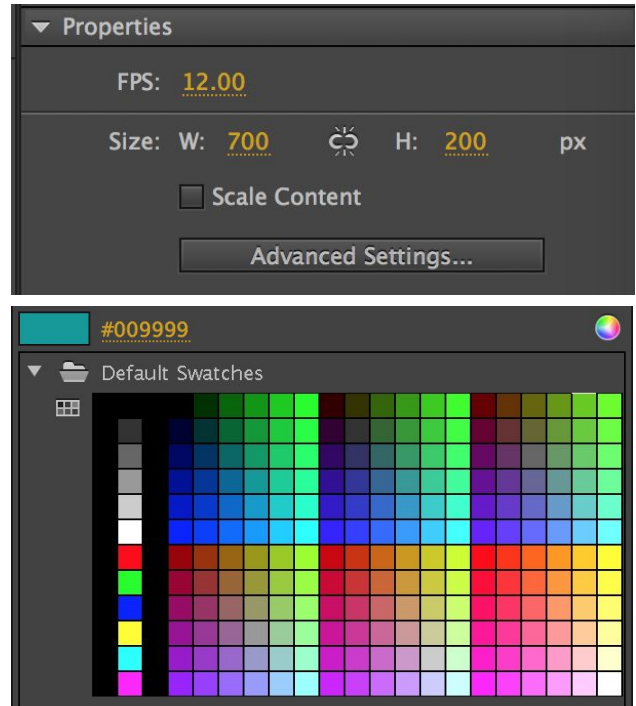 Properties
FPS: 12.00
Size: W: 700 H: 200 px
Scale Content
Advanced Settings...
#009999
Default Swatches